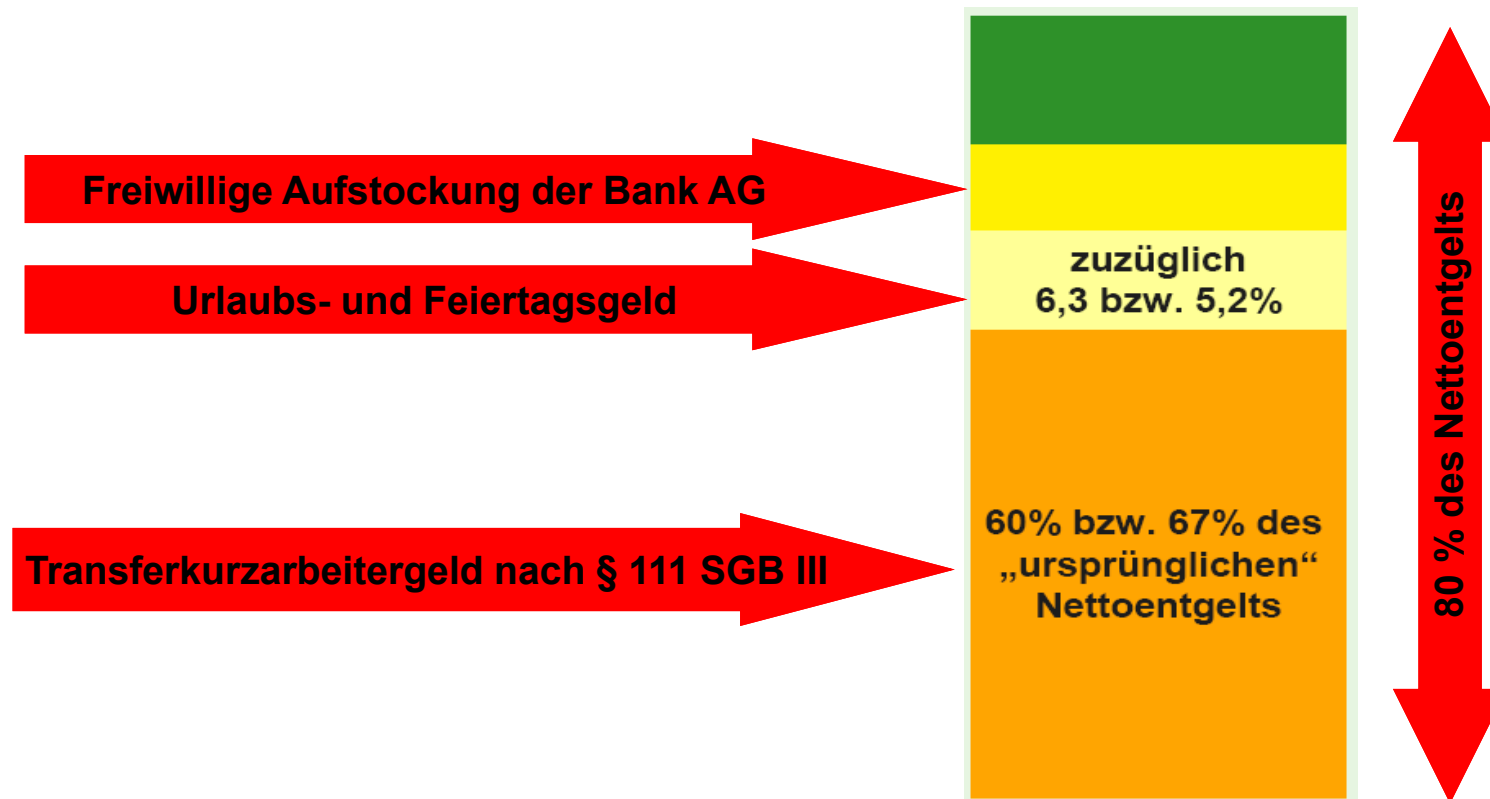 Freiwillige Aufstockung der Bank AG
Urlaubs- und Feiertagsgeld
zuzüglich
6,3 bzw. 5,2%
Transferkurzarbeitergeld nach § 111 SGB III
60% bzw. 67% des
„ursprünglichen“
Nettoentgelts
80 % des Nettoentgelts